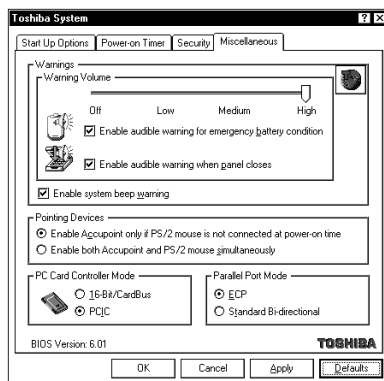 Toshiba System
Start Up Options Power-on Timer Security Miscellaneous
Warnings
Warning Volume
Off Low Medium High
Enable audible warning for emergency battery condition
Enable audible warning when panel closes
Enable system beep warning
Pointing Devices
Enable Accupoint only if PS/2 mouse is not connected at power-on time
Enable both Accupoint and PS/2 mouse simultaneously
PC Card Controller Mode
16-Bit/CardBus
PCIC
Parallel Port Mode
ECP
Standard Bi-directional
BIOS Version: 6.01
TOSHIBA
OK Cancel Apply Defaults